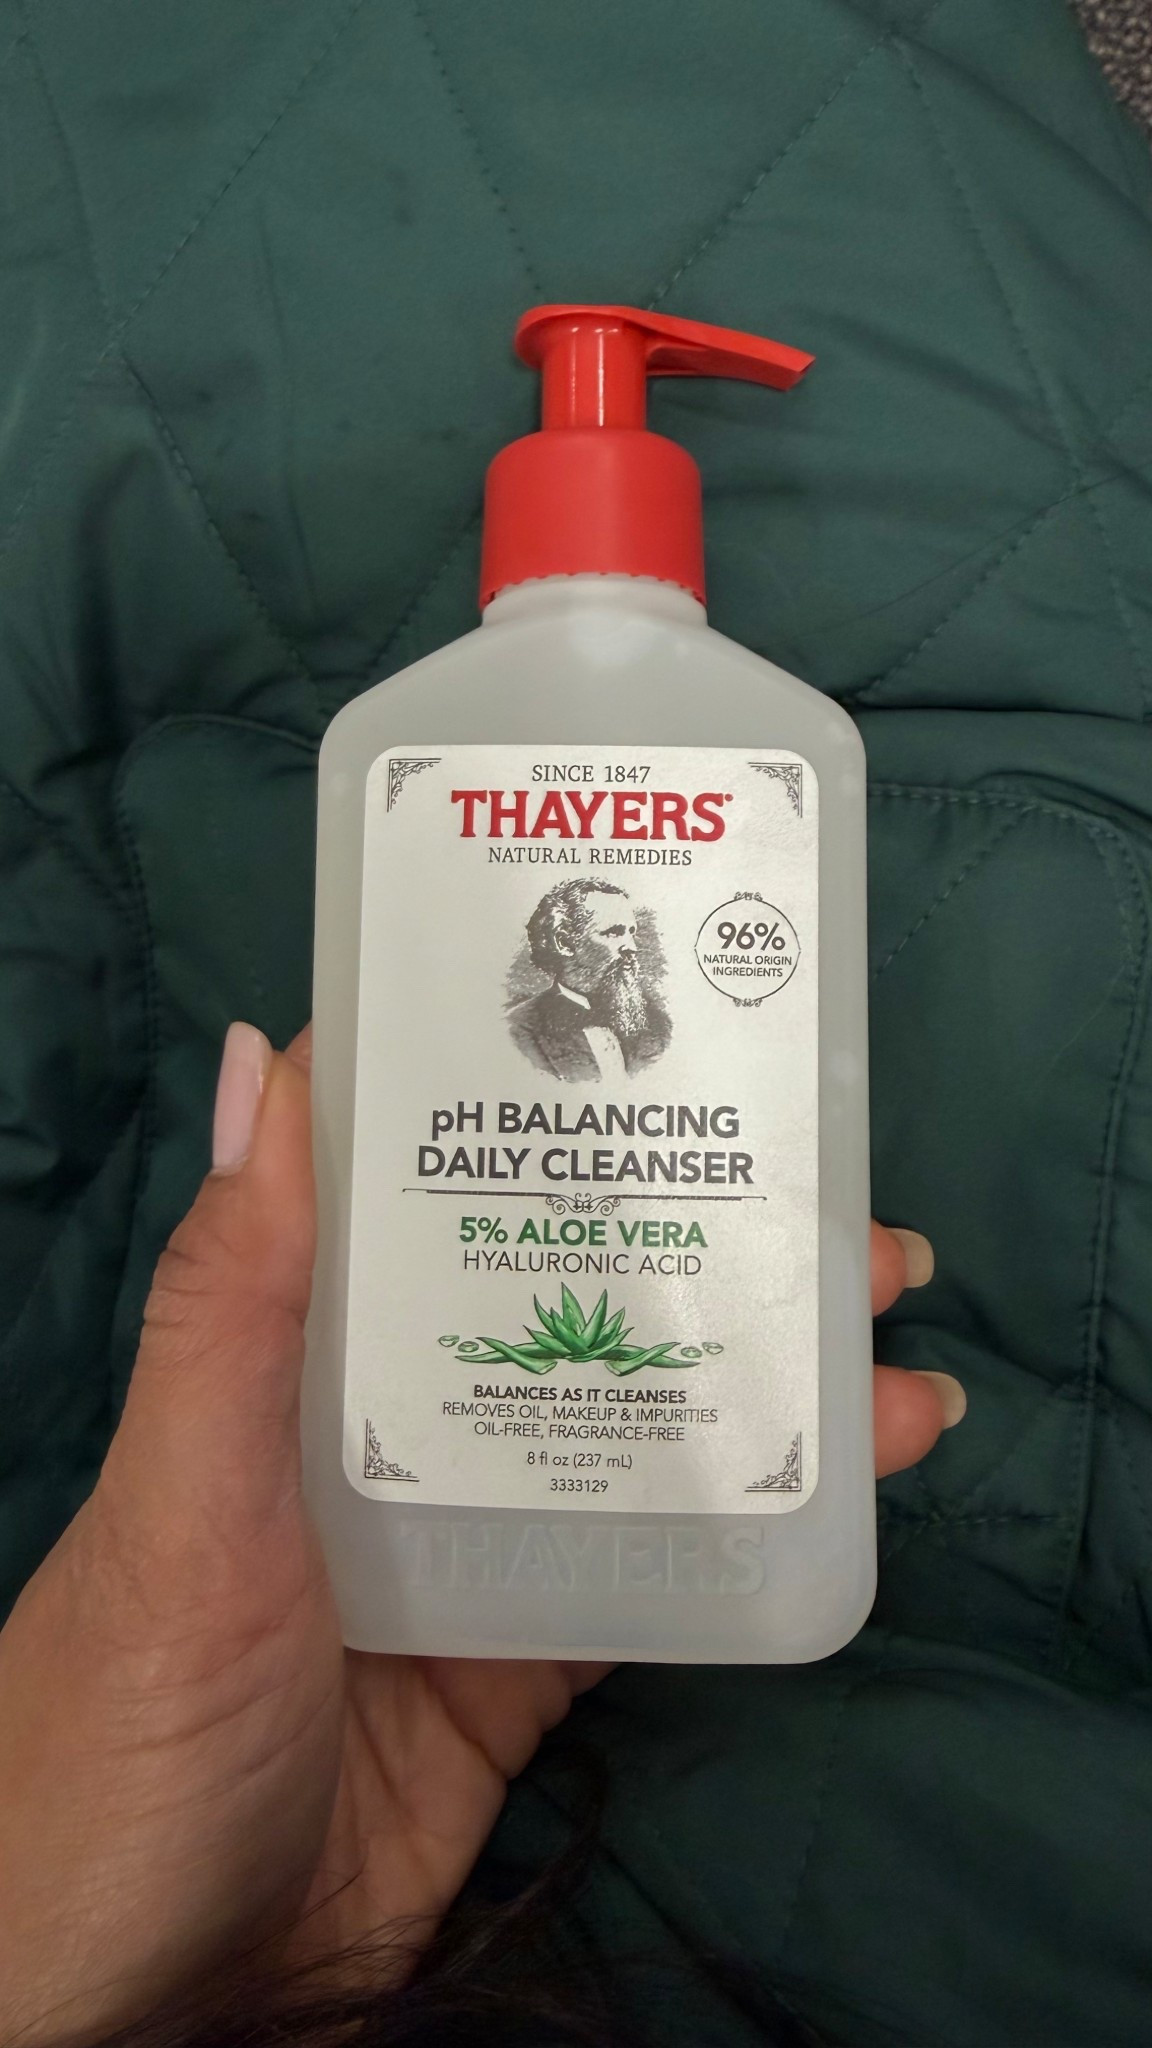 SINCE 1847
THAYERS®
NATURAL REMEDIES
96%
NATURAL ORIGIN
INGREDIENTS
pH BALANCING
DAILY CLEANSER
5% ALOE VERA
HYALURONIC ACID
BALANCES AS IT CLEANSES
REMOVES OIL, MAKEUP & IMPURITIES
OIL-FREE, FRAGRANCE-FREE
8 fl oz (237 mL)
3333129
THAYERS